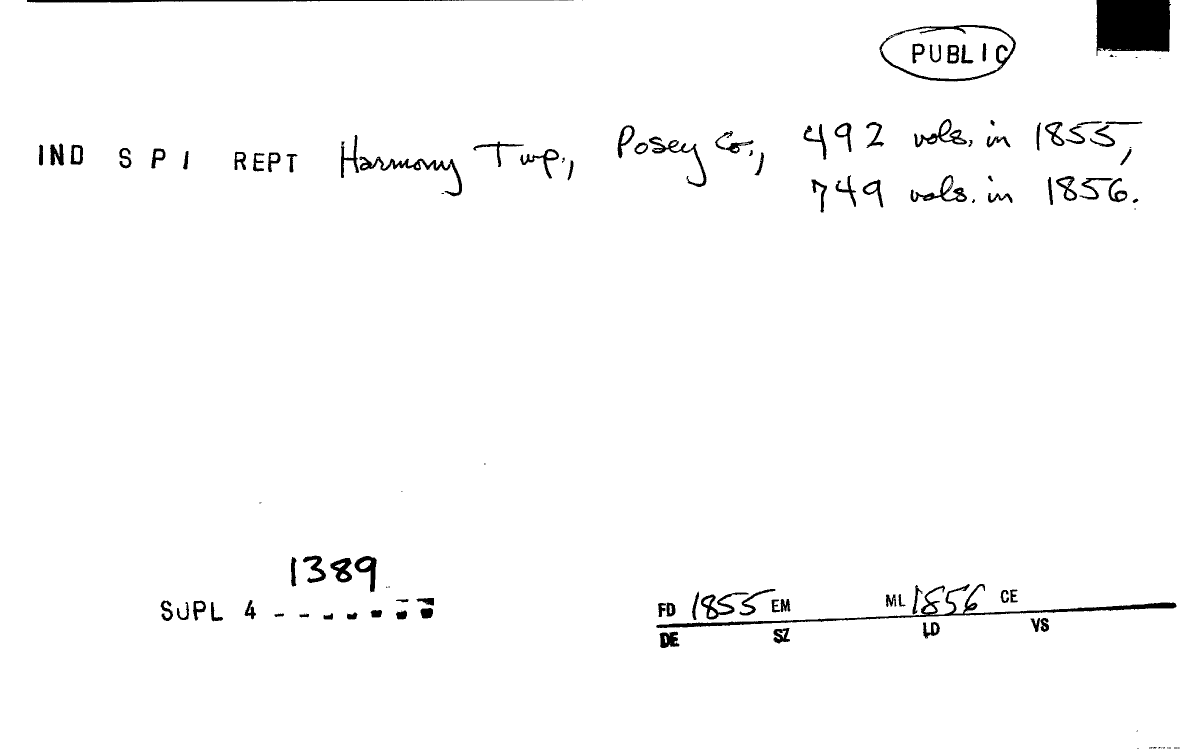 PUBLIC
IND S P I REPT Harmony Twp., Posey Co., 492 vols. in 1855,
749 vols. in 1856.
1389
SUPL 4 - - - - - - -
FD 1855 EM ML 1856 CE
DE SZ LD VS